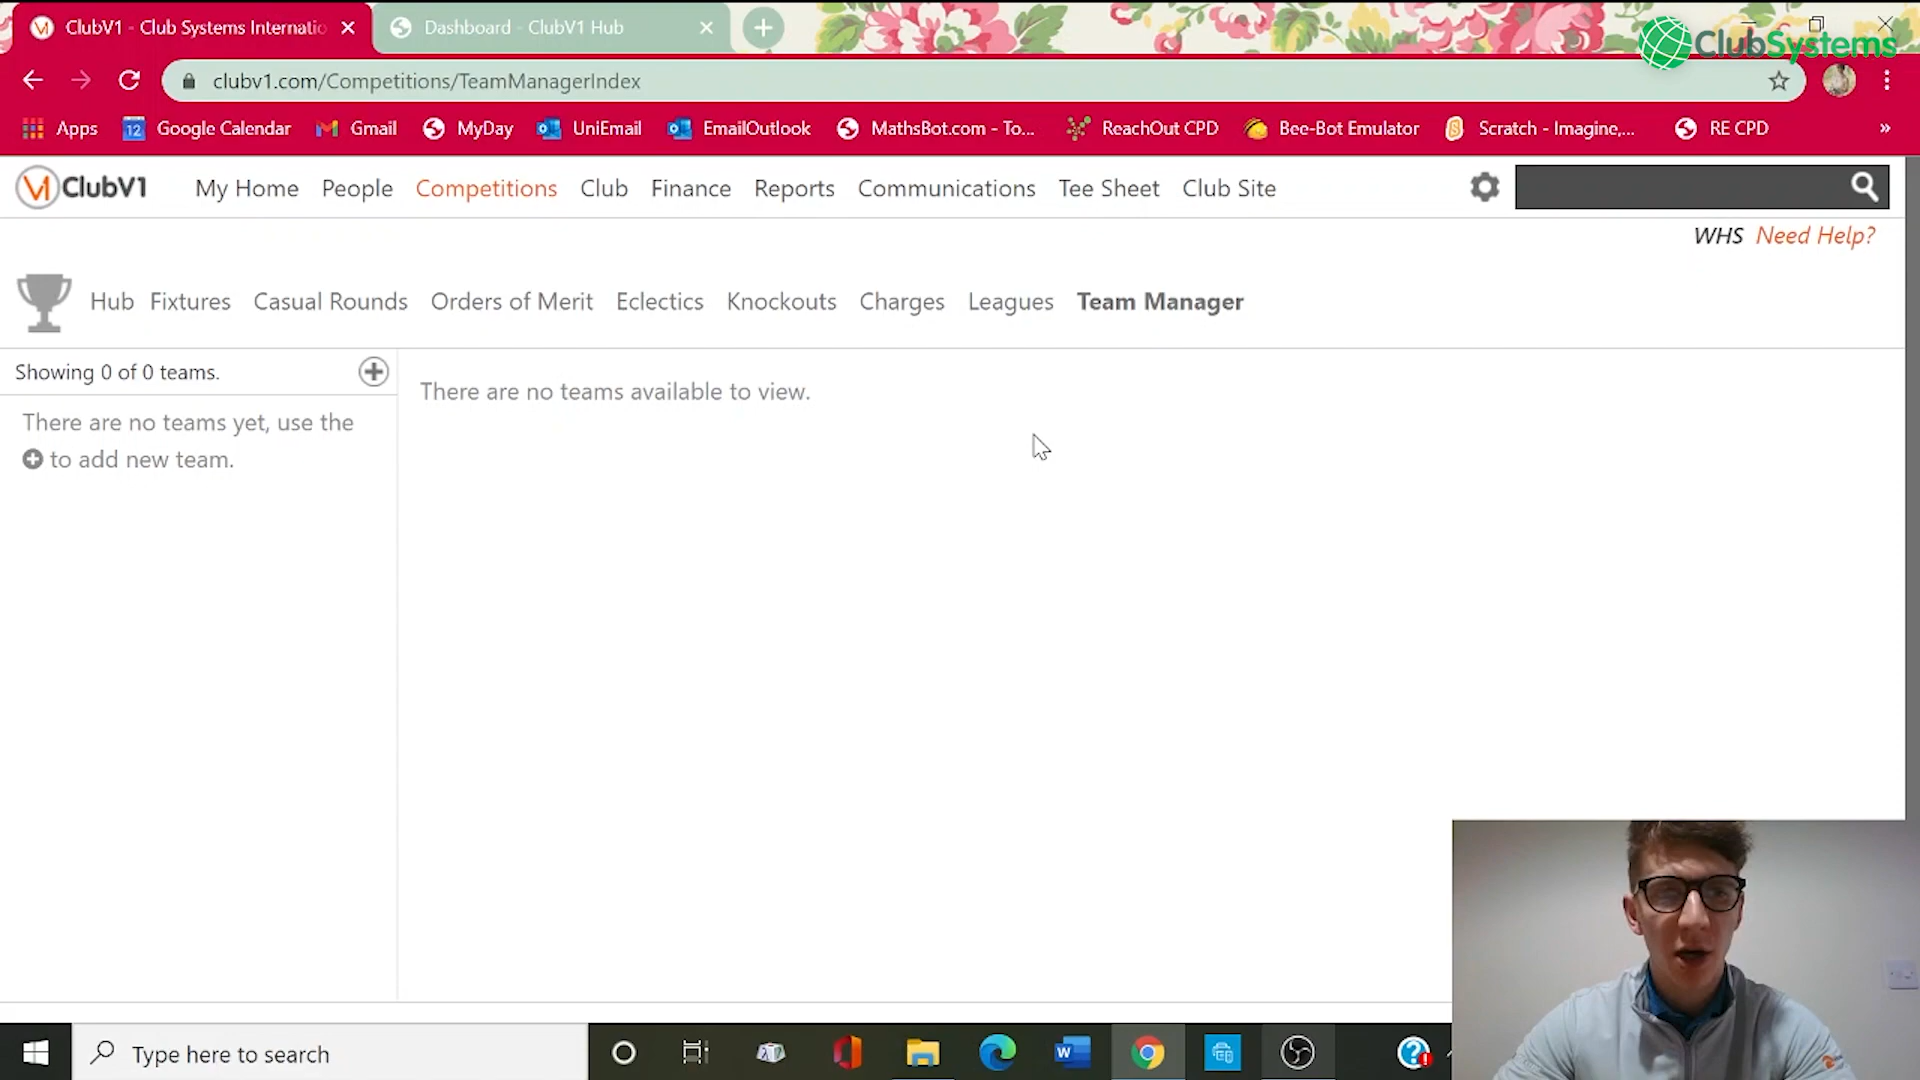 ClubV1 - Club Systems Internatio
Dashboard - ClubV1 Hub
ClubSystems
clubv1.com/Competitions/TeamManagerIndex
Apps
12
Google Calendar
Gmail
MyDay
UniEmail
EmailOutlook
MathsBot.com - To...
ReachOut CPD
Bee-Bot Emulator
Scratch - Imagine,...
RE CPD
»
V1 ClubV1
My Home People Competitions Club Finance Reports Communications Tee Sheet Club Site
WHS Need Help?
Hub Fixtures Casual Rounds Orders of Merit Eclectics Knockouts Charges Leagues Team Manager
Showing 0 of 0 teams.
There are no teams available to view.
There are no teams yet, use the
to add new team.
Type here to search